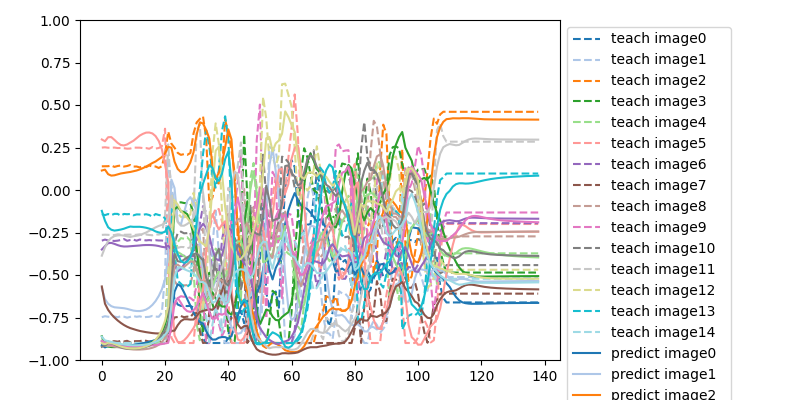 1.00
0.75
0.50
0.25
0.00
−0.25
−0.50
−0.75
−1.00
0 20 40 60 80 100 120 140
teach image0
teach image1
teach image2
teach image3
teach image4
teach image5
teach image6
teach image7
teach image8
teach image9
teach image10
teach image11
teach image12
teach image13
teach image14
predict image0
predict image1
predict image2